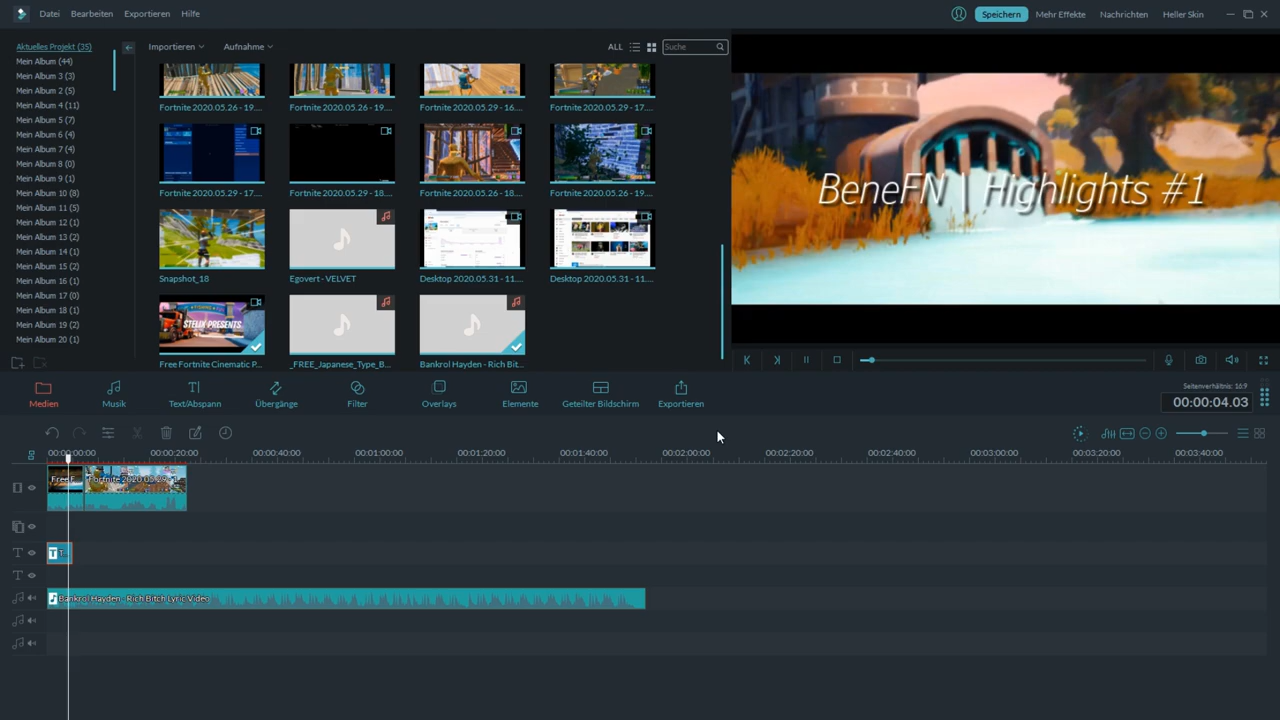 Datei Bearbeiten Exportieren Hilfe
Speichern Mehr Effekte Nachrichten Heller Skin
Aktuelles Projekt (35)
Mein Album (44)
Mein Album 3 (3)
Mein Album 2 (5)
Mein Album 4 (11)
Mein Album 5 (7)
Mein Album 6 (4)
Mein Album 7 (4)
Mein Album 8 (0)
Mein Album 9 (1)
Mein Album 10 (8)
Mein Album 11 (5)
Mein Album 12 (1)
Mein Album 13 (2)
Mein Album 14 (1)
Mein Album 15 (2)
Mein Album 16 (1)
Mein Album 17 (0)
Mein Album 18 (1)
Mein Album 19 (2)
Mein Album 20 (1)
Importieren Aufnahme ALL Suche
Fortnite 2020.05.26 - 19.... Fortnite 2020.05.26 - 19.... Fortnite 2020.05.29 - 16.... Fortnite 2020.05.29 - 17....
Fortnite 2020.05.29 - 17.... Fortnite 2020.05.29 - 18.... Fortnite 2020.05.26 - 18.... Fortnite 2020.05.26 - 19....
Snapshot_18 Egovert - VELVET Desktop 2020.05.31 - 11.... Desktop 2020.05.31 - 11....
STELIX PRESENTS
Free Fortnite Cinematic P... _FREE_Japanese_Type_B... Bankrol Hayden - Rich Bit...
BeneFN | Highlights #1
Medien Musik Text/Abspann Übergänge Filter Overlays Elemente Geteilter Bildschirm Exportieren
Seitenverhältnis: 16:9
00:00:04.03
00:00:00:00 00:00:20:00 00:00:40:00 00:01:00:00 00:01:20:00 00:01:40:00 00:02:00:00 00:02:20:00 00:02:40:00 00:03:00:00 00:03:20:00 00:03:40:00
Free F Fortnite 2020.05.29 - 1
T T...
Bankrol Hayden - Rich Bitch Lyric Video